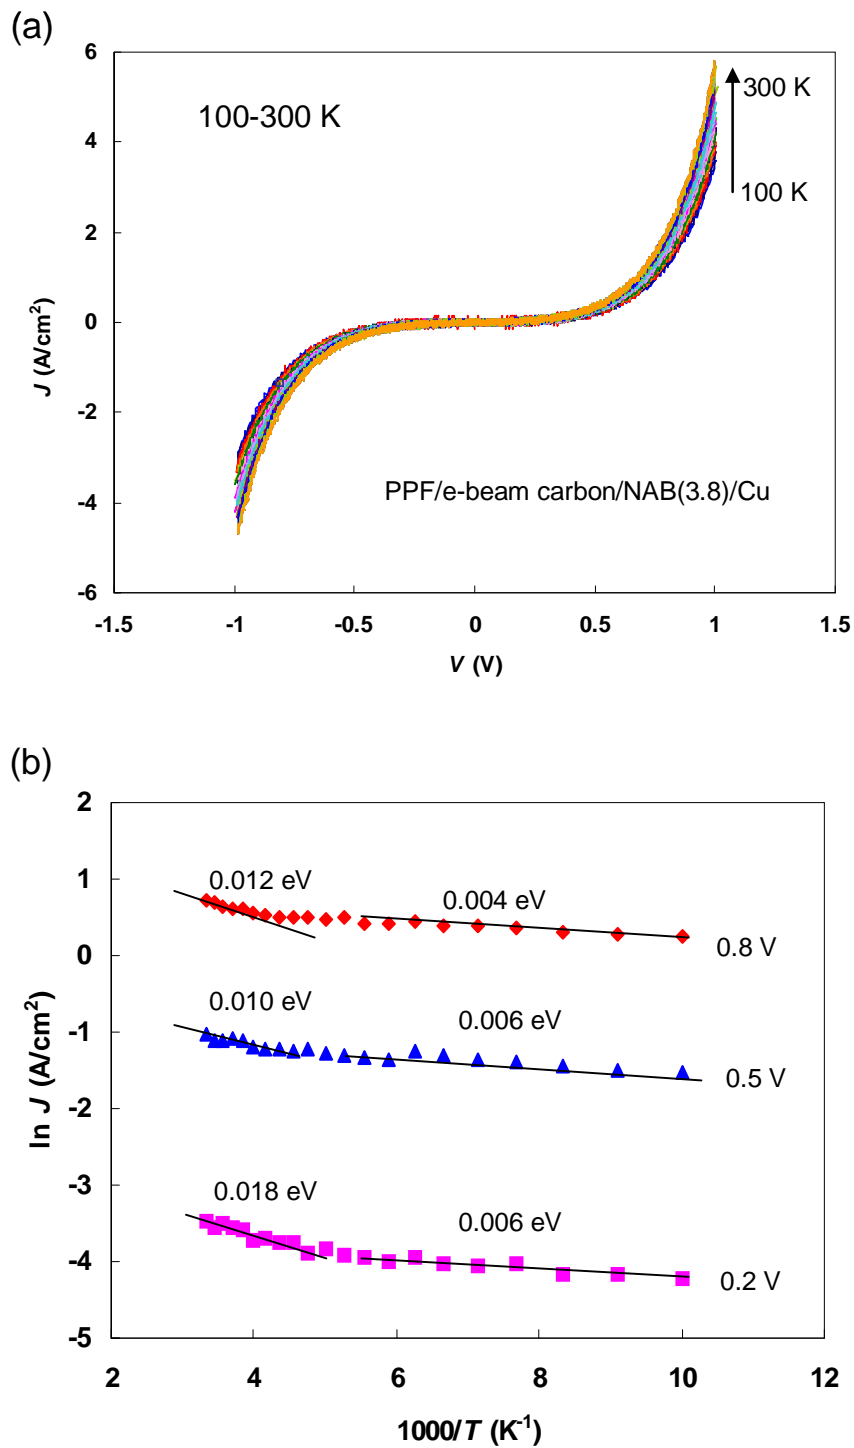 (a)
6
4
2
0
-2
-4
-6
-1.5
-1
-0.5
0
0.5
1
1.5
J (A/cm²)
V (V)
100-300 K
300 K
100 K
PPF/e-beam carbon/NAB(3.8)/Cu
(b)
2
1
0
-1
-2
-3
-4
-5
2
4
6
8
10
12
ln J (A/cm²)
1000/T (K⁻¹)
0.012 eV
0.004 eV
0.8 V
0.010 eV
0.006 eV
0.5 V
0.018 eV
0.006 eV
0.2 V